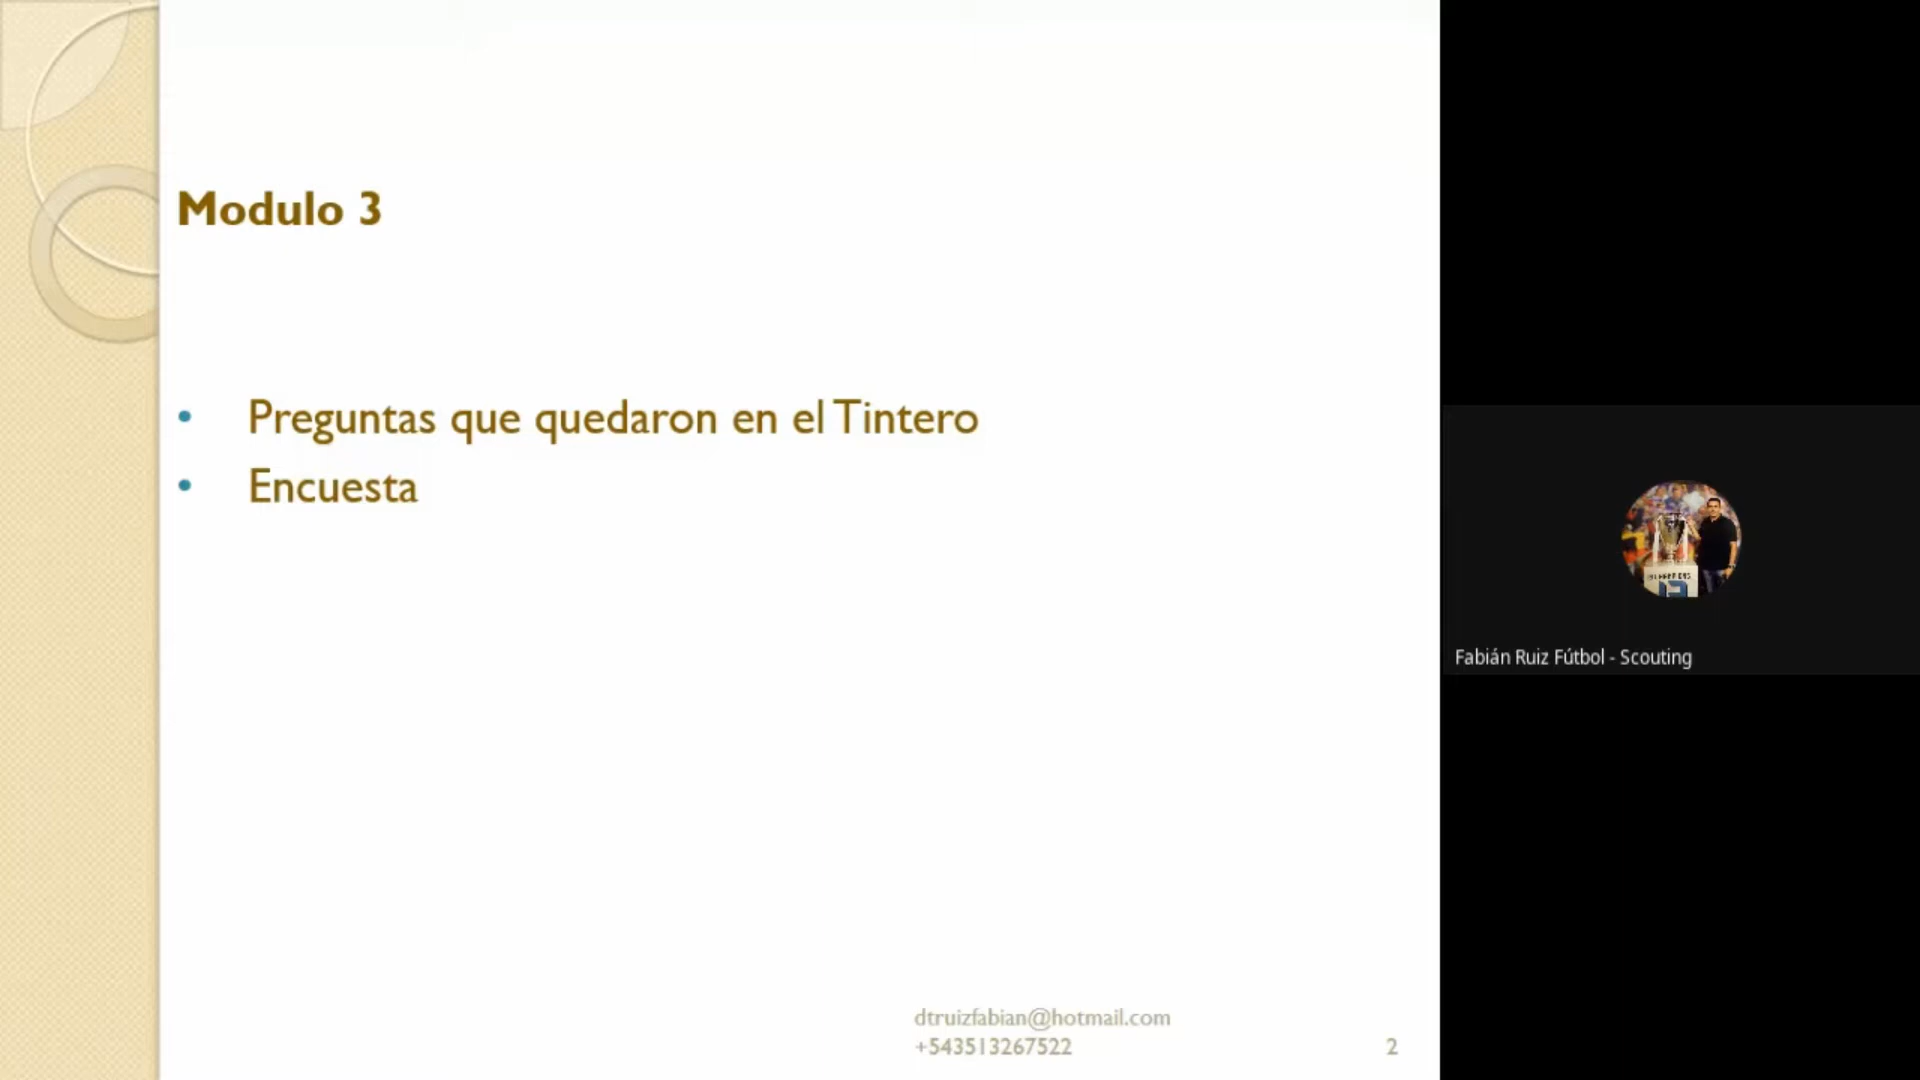 Modulo 3
• Preguntas que quedaron en el Tintero
• Encuesta
Fabián Ruiz Fútbol - Scouting
dtruizfabian@hotmail.com
+543513267522
2